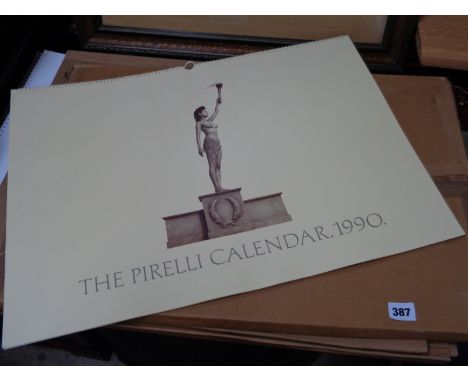 THE PIRELLI CALENDAR. 1990.
387